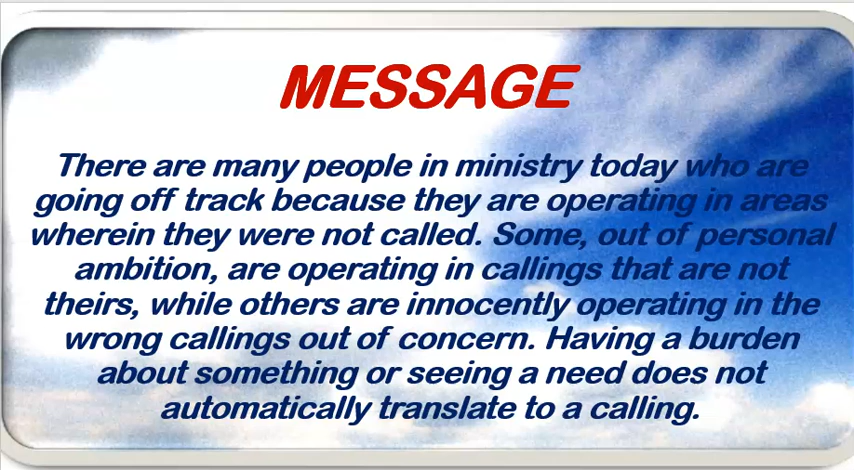 MESSAGE
There are many people in ministry today who are
going off track because they are operating in areas
wherein they were not called. Some, out of personal
ambition, are operating in callings that are not
theirs, while others are innocently operating in the
wrong callings out of concern. Having a burden
about something or seeing a need does not
automatically translate to a calling.